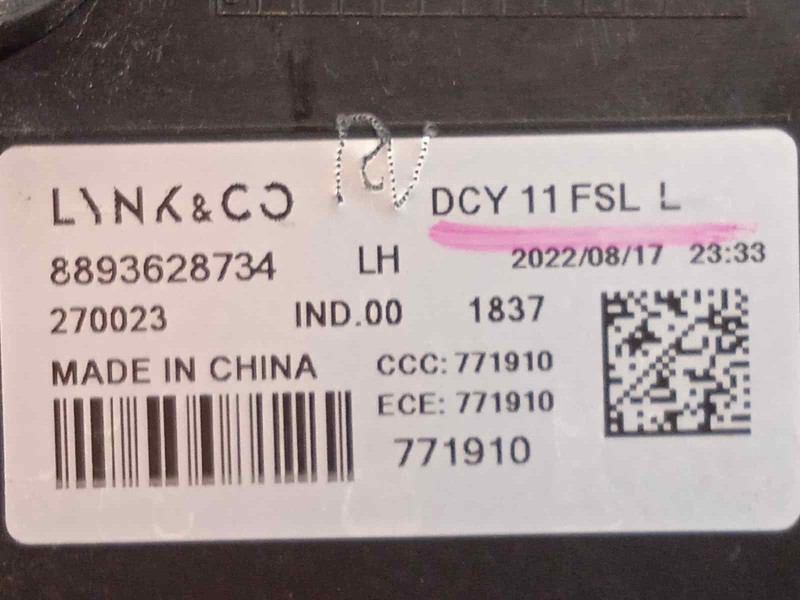 LYNK&CO
DCY 11 FSL L
8893628734 LH 2022/08/17 23:33
270023 IND.00 1837
MADE IN CHINA CCC: 771910
ECE: 771910
771910